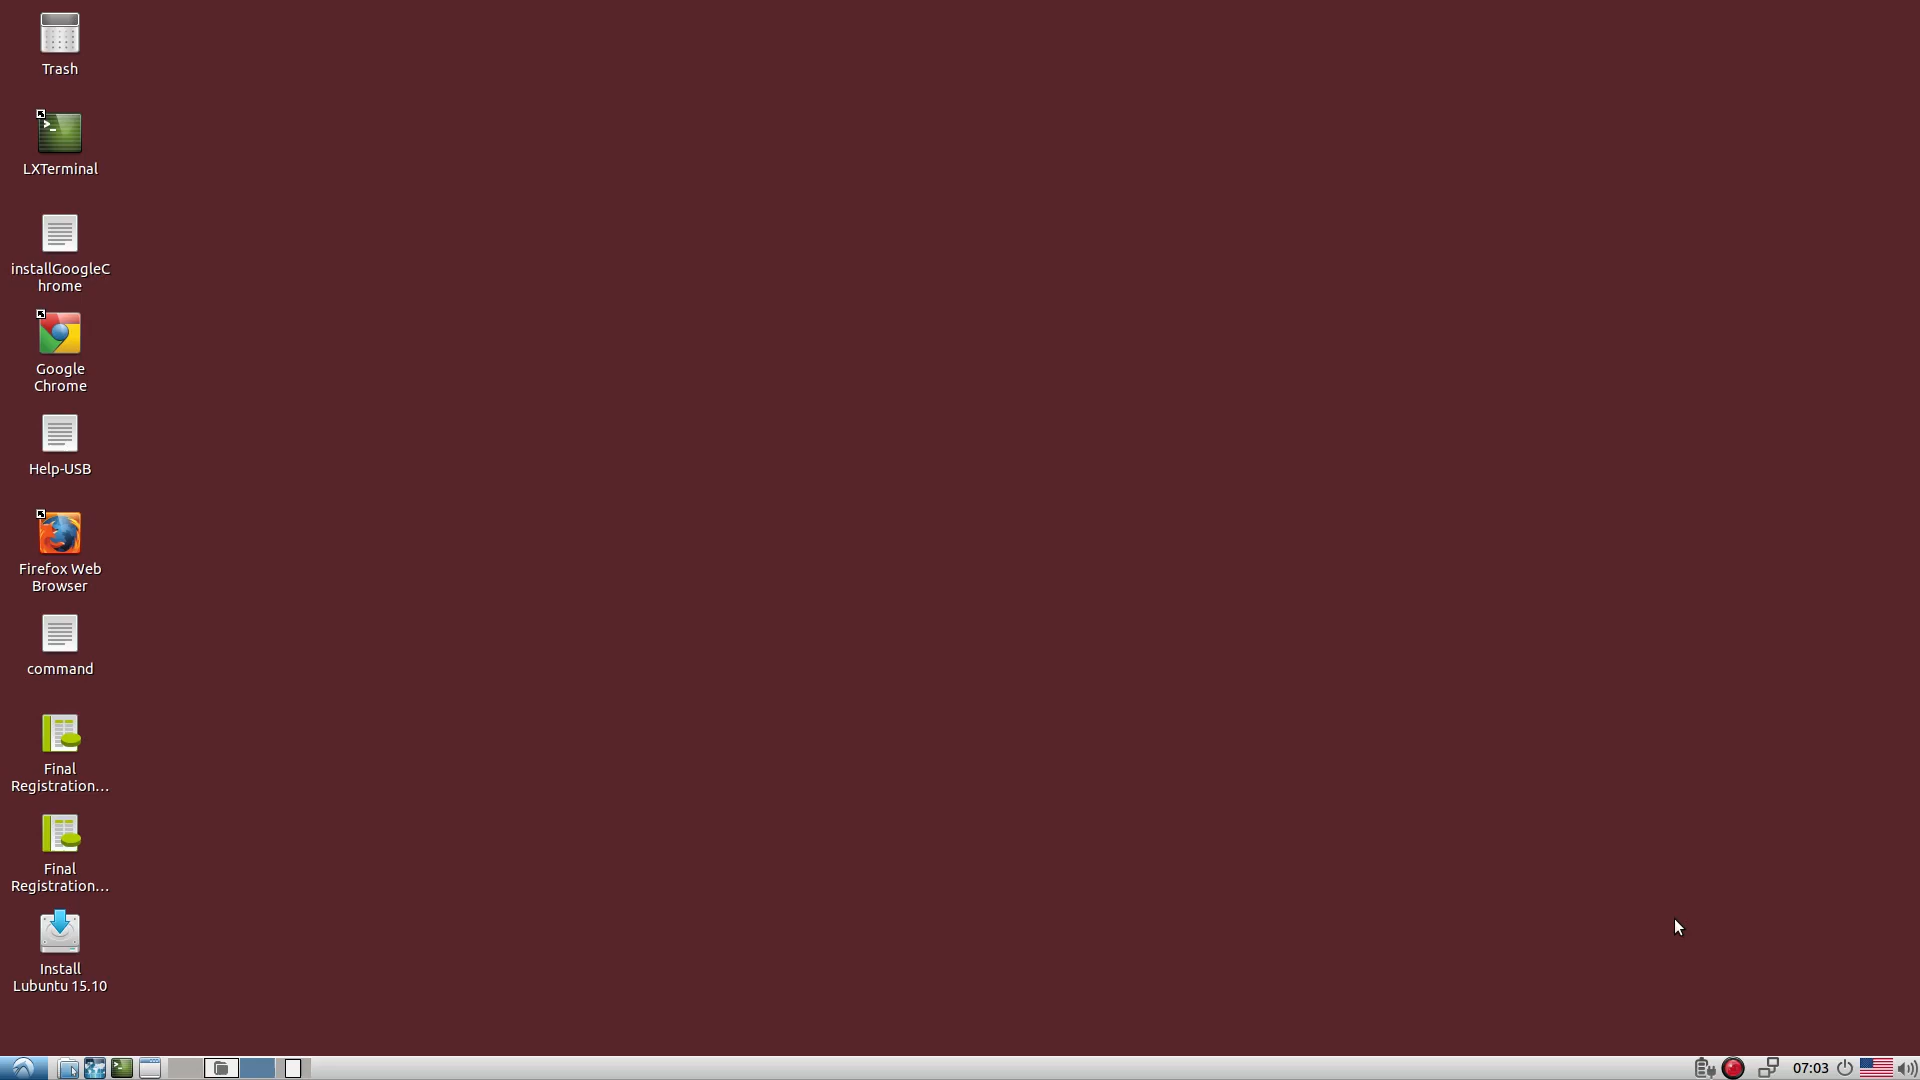 Trash
LXTerminal
installGoogleC
hrome
Google
Chrome
Help-USB
Firefox Web
Browser
command
Final
Registration...
Final
Registration...
Install
Lubuntu 15.10
07:03